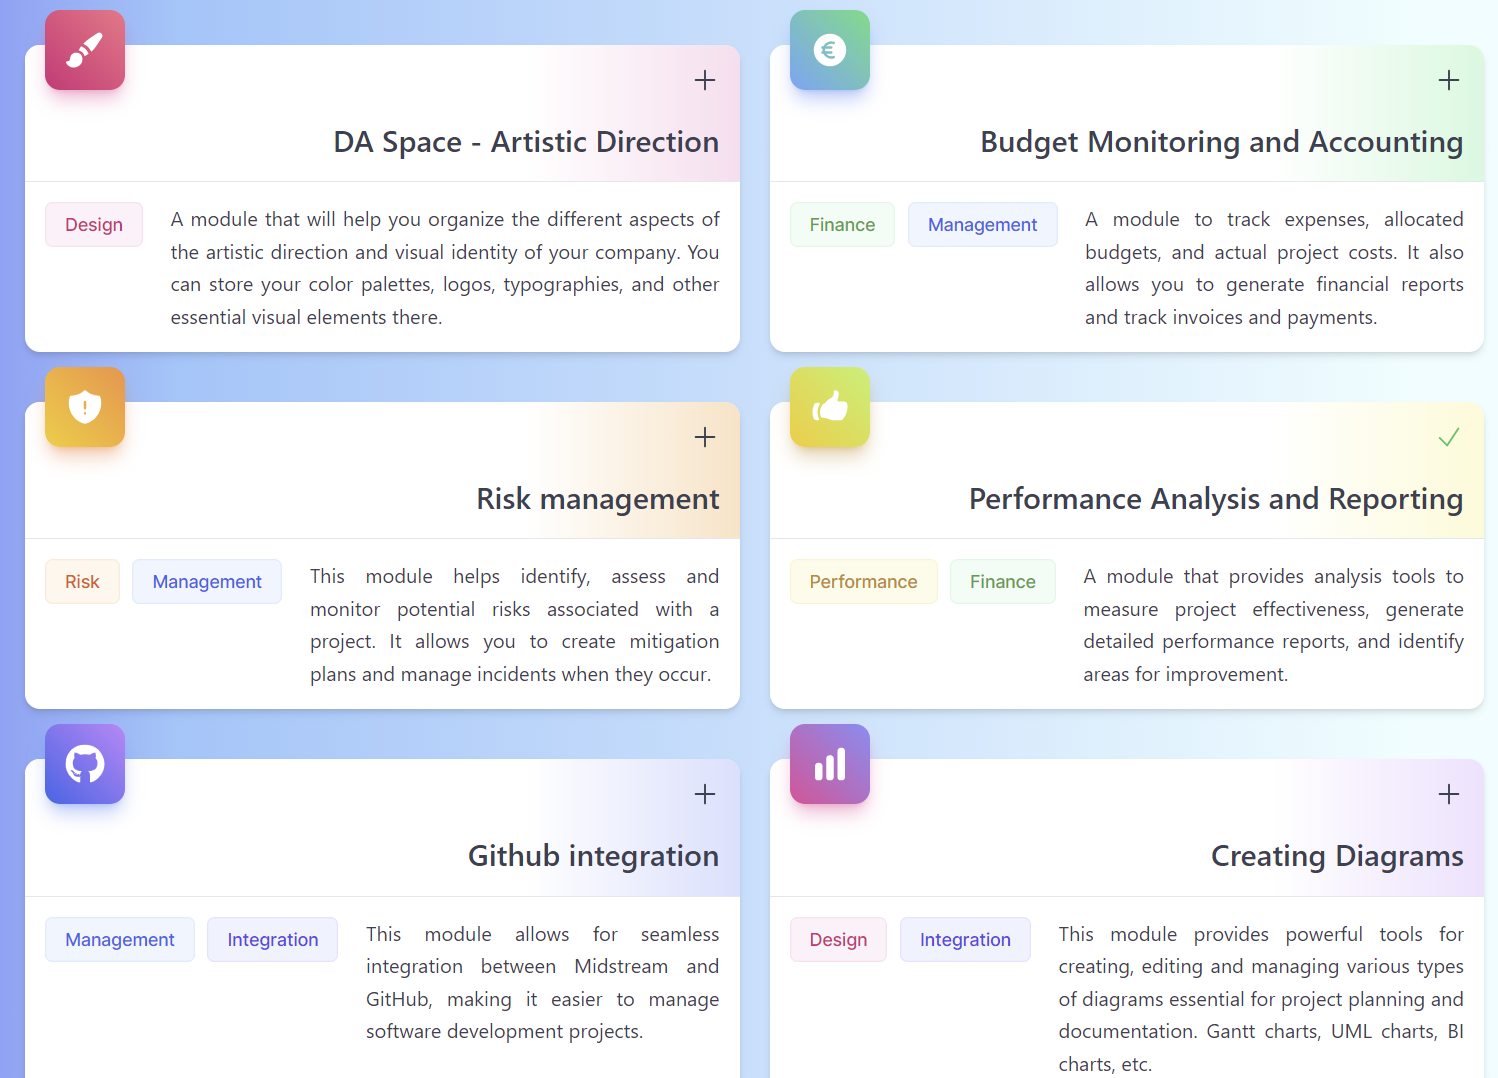 DA Space - Artistic Direction
Design
A module that will help you organize the different aspects of
the artistic direction and visual identity of your company. You
can store your color palettes, logos, typographies, and other
essential visual elements there.
Budget Monitoring and Accounting
Finance
Management
A module to track expenses, allocated
budgets, and actual project costs. It also
allows you to generate financial reports
and track invoices and payments.
Risk management
Risk
Management
This module helps identify, assess and
monitor potential risks associated with a
project. It allows you to create mitigation
plans and manage incidents when they occur.
Performance Analysis and Reporting
Performance
Finance
A module that provides analysis tools to
measure project effectiveness, generate
detailed performance reports, and identify
areas for improvement.
Github integration
Management
Integration
This module allows for seamless
integration between Midstream and
GitHub, making it easier to manage
software development projects.
Creating Diagrams
Design
Integration
This module provides powerful tools for
creating, editing and managing various types
of diagrams essential for project planning and
documentation. Gantt charts, UML charts, BI
charts, etc.